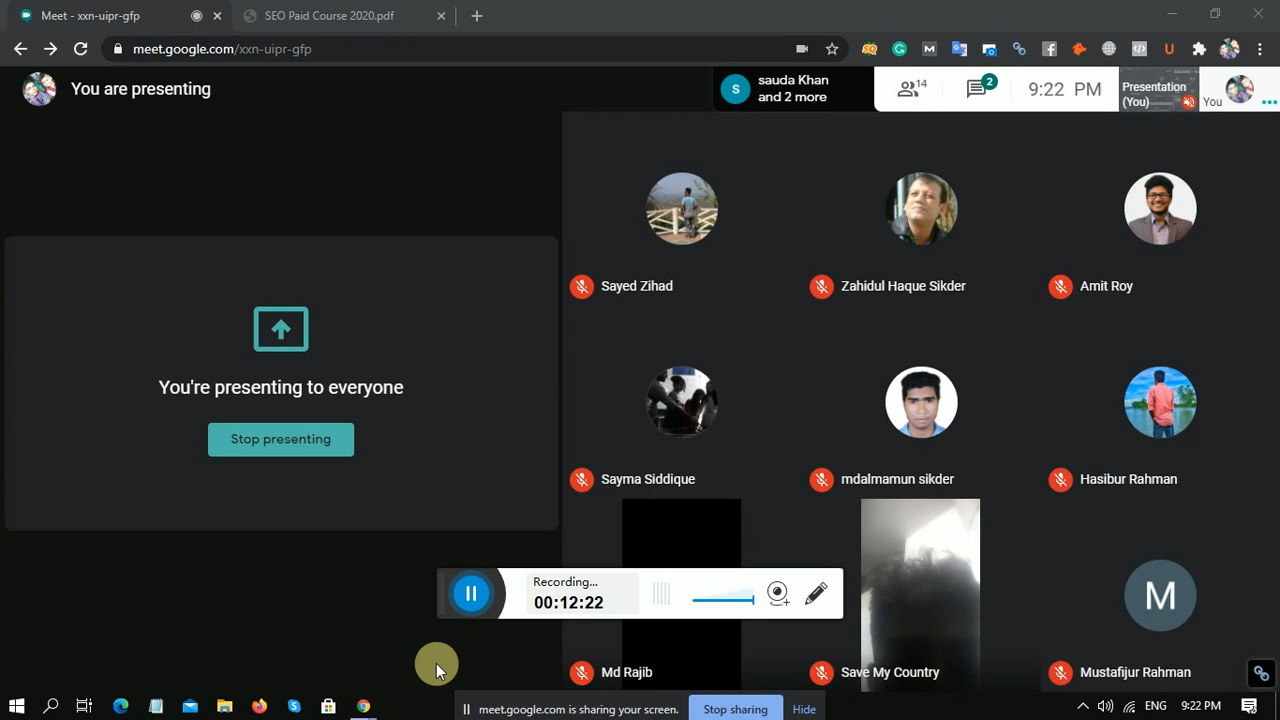 Meet - xxn-uipr-gfp
SEO Paid Course 2020.pdf
meet.google.com/xxn-uipr-gfp
You are presenting
S
sauda Khan
and 2 more
14
2
9:22 PM
Presentation
(You)
You
Sayed Zihad
Zahidul Haque Sikder
Amit Roy
You're presenting to everyone
Stop presenting
Sayma Siddique
mdalmamun sikder
Hasibur Rahman
Recording...
00:12:22
M
Md Rajib
Save My Country
Mustafijur Rahman
meet.google.com is sharing your screen.
Stop sharing
Hide
ENG
9:22 PM